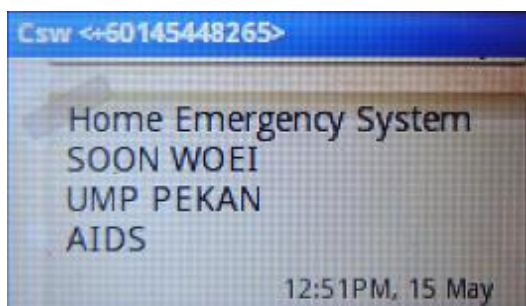 Csw <+60145448265>
Home Emergency System
SOON WOEI
UMP PEKAN
AIDS
12:51PM, 15 May